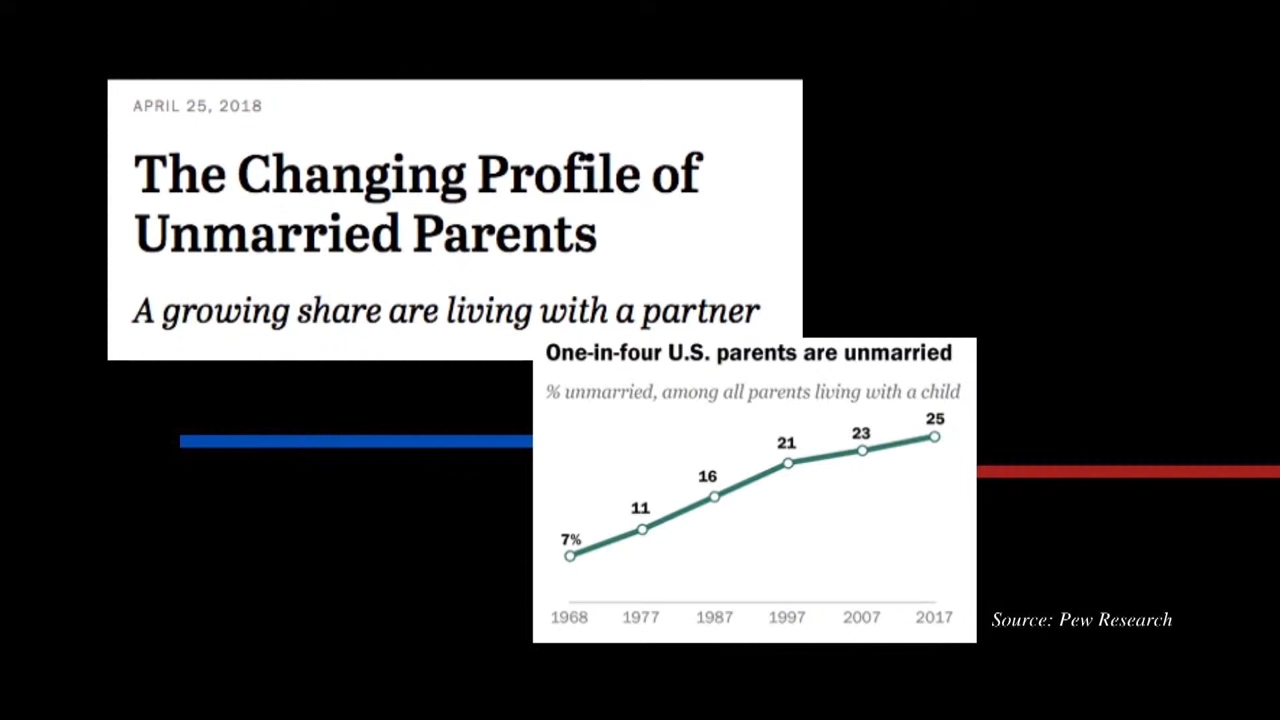 APRIL 25, 2018
The Changing Profile of
Unmarried Parents
A growing share are living with a partner
One-in-four U.S. parents are unmarried
% unmarried, among all parents living with a child
7%
11
16
21
23
25
1968 1977 1987 1997 2007 2017
Source: Pew Research